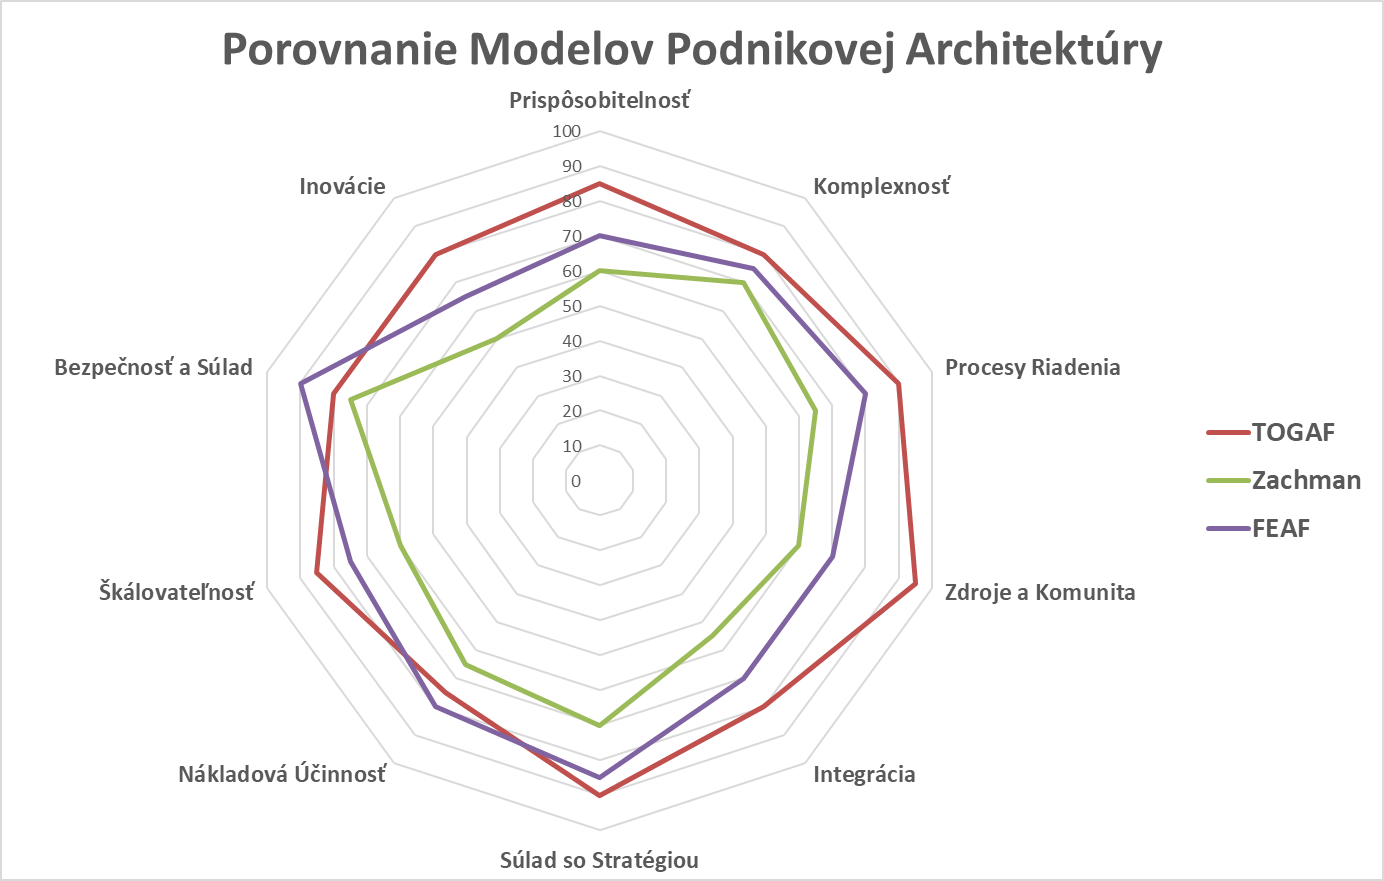 Porovnanie Modelov Podnikovej Architektúry
Prispôsobitelnosť
Komplexnosť
Procesy Riadenia
Zdroje a Komunita
Integrácia
Súlad so Stratégiou
Nákladová Účinnosť
Škálovateľnosť
Bezpečnosť a Súlad
Inovácie
100
90
80
70
60
50
40
30
20
10
0
TOGAF
Zachman
FEAF